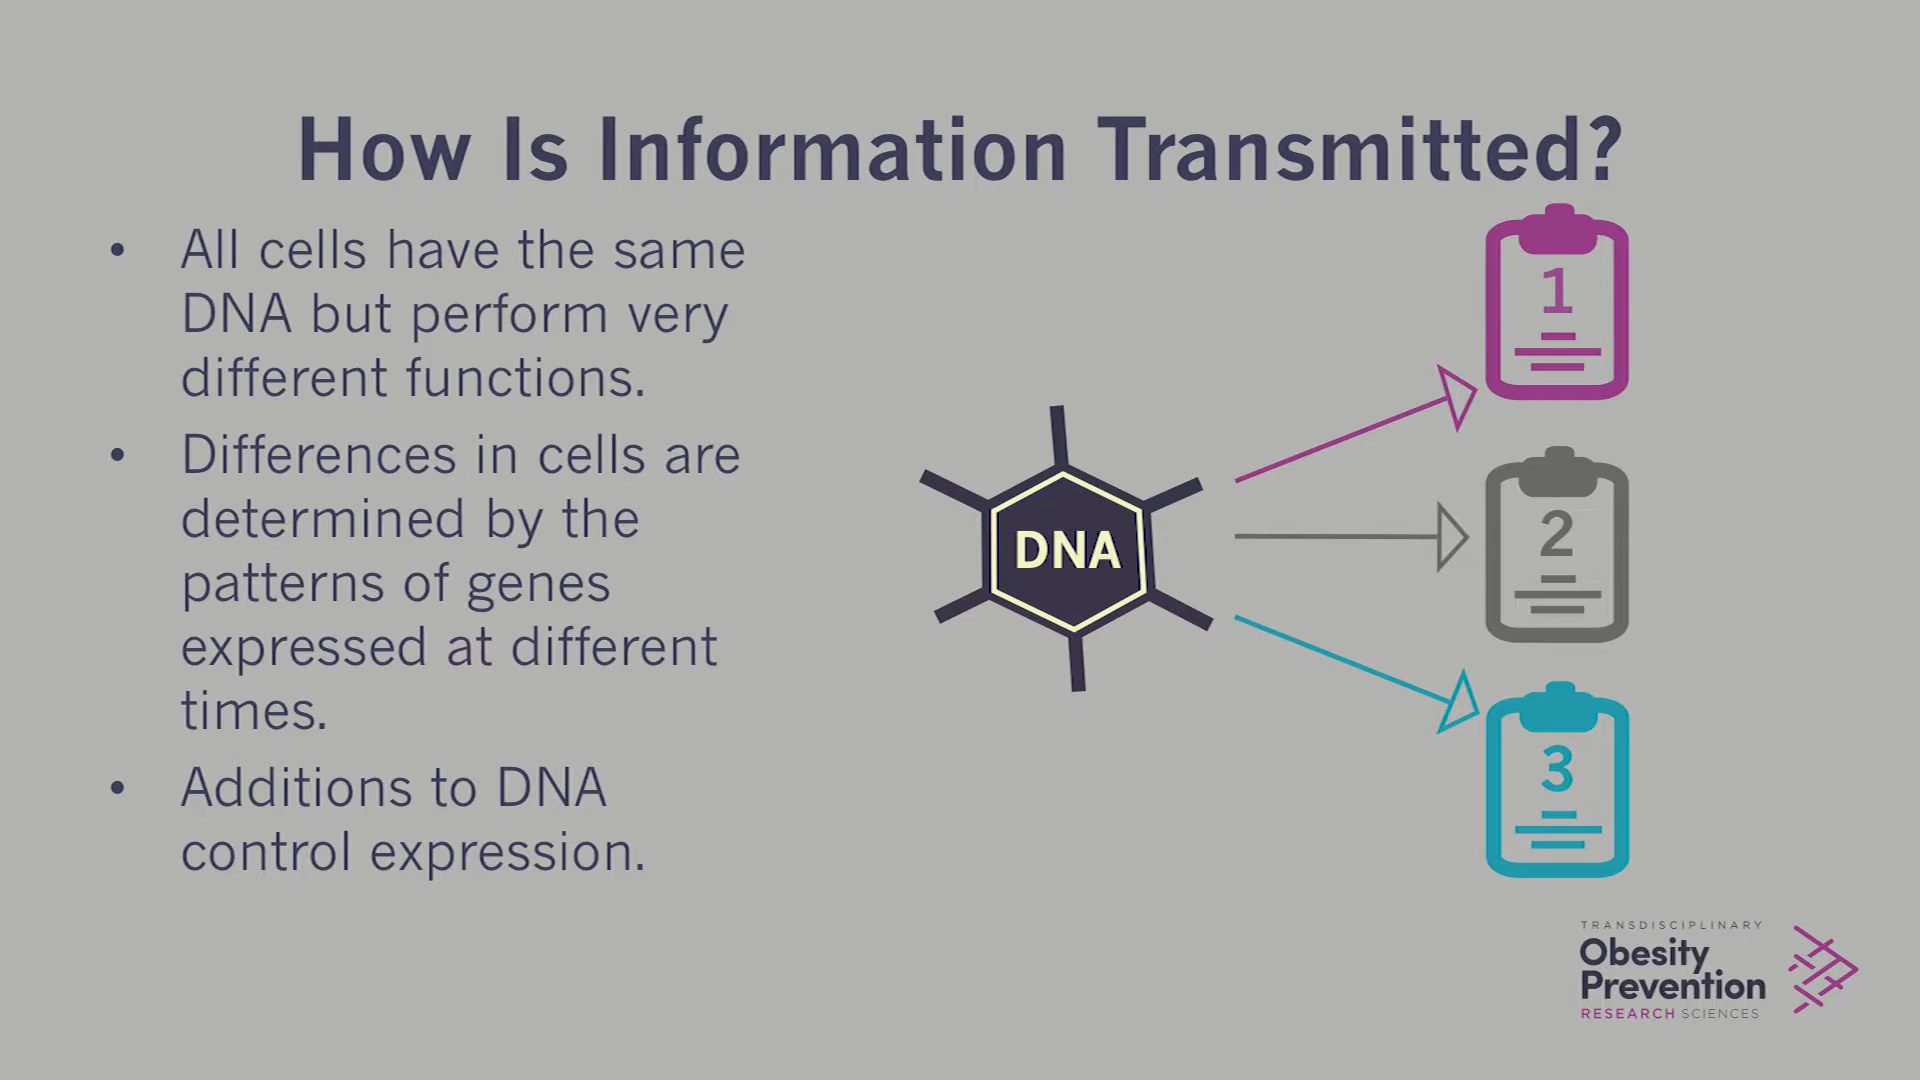 How Is Information Transmitted?
• All cells have the same
DNA but perform very
different functions.
• Differences in cells are
determined by the
patterns of genes
expressed at different
times.
• Additions to DNA
control expression.
DNA
1
2
3
TRANSDISCIPLINARY
Obesity
Prevention
RESEARCH SCIENCES